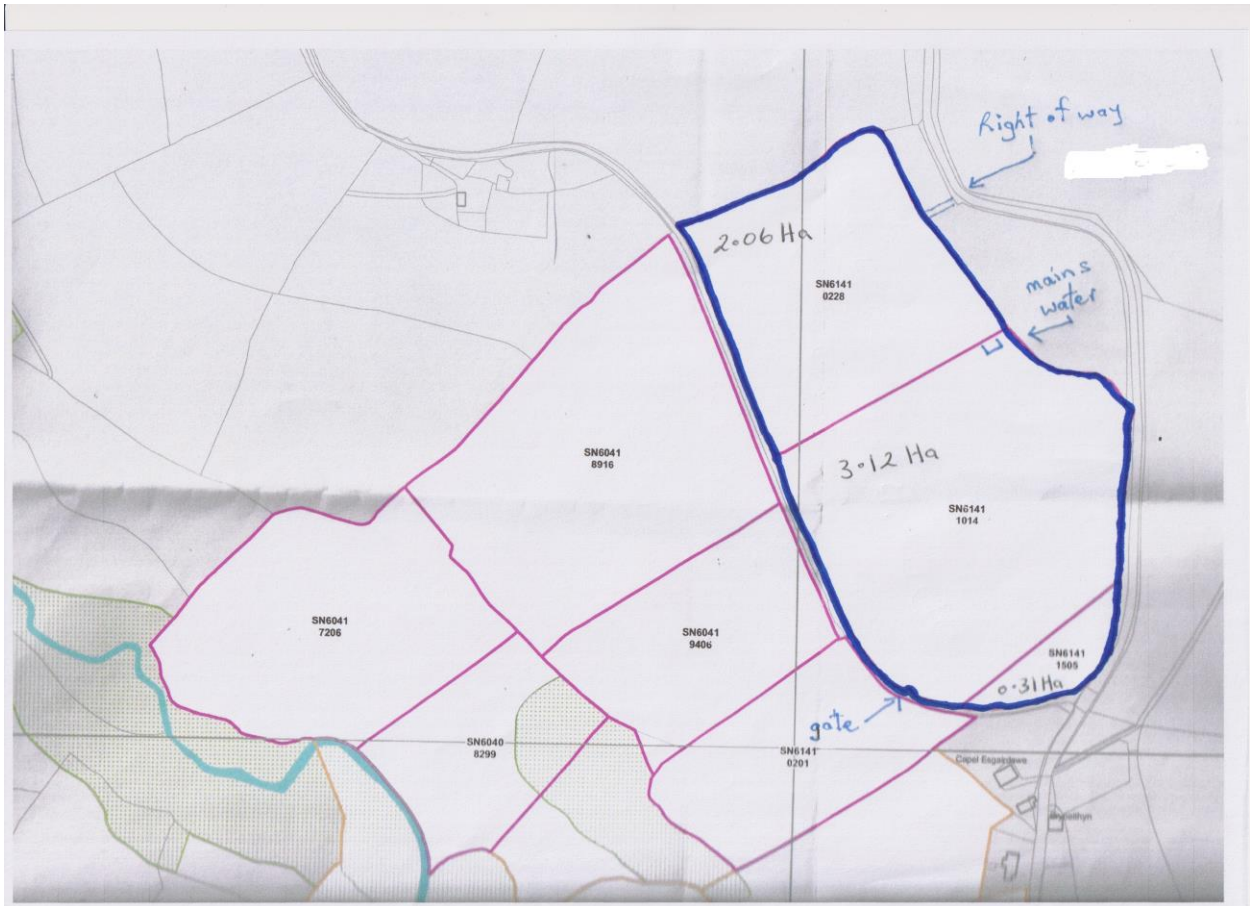 Right of way
2.06 Ha
mains
water
SN6141
0228
SN6041
8916
3.12 Ha
SN6141
1014
SN6041
7206
SN6041
9406
SN6141
1505
0.31 Ha
gate
SN6040
8299
SN6141
0201
Capel Esgairdawe